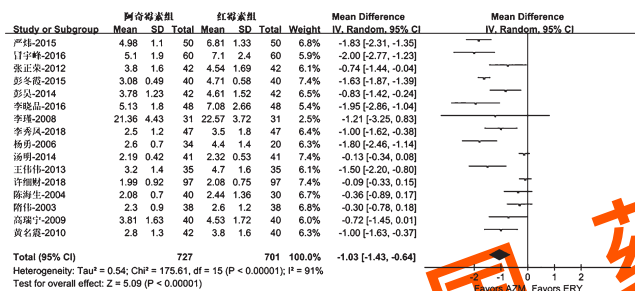 阿奇霉素组 红霉素组 Mean Difference Mean Difference
Study or Subgroup Mean SD Total Mean SD Total Weight IV. Random. 95% CI IV. Random. 95% CI
严炜-2015 4.98 1.1 50 6.81 1.33 50 6.8% -1.83 [-2.31, -1.35]
宇峰-2016 5.1 1.9 60 7.1 2.4 60 6.2% -2.00 [-2.77, -1.23]
张正荣-2012 3.8 1.6 42 4.54 1.69 42 6.4% -0.74 [-1.44, -0.04]
彭冬霞-2015 3.08 0.49 40 4.71 0.58 40 7.3% -1.63 [-1.87, -1.39]
彭昊-2014 3.78 1.23 42 4.61 1.52 42 6.6% -0.83 [-1.42, -0.24]
李晓品-2016 5.13 1.8 48 7.08 2.66 48 5.8% -1.95 [-2.86, -1.04]
李瑾-2008 21.36 4.43 31 22.57 3.72 31 2.8% -1.21 [-3.25, 0.83]
李秀凤-2018 2.5 1.2 47 3.5 1.8 47 6.6% -1.00 [-1.62, -0.38]
杨勇-2006 2.6 0.7 34 4.4 1.4 20 6.5% -1.80 [-2.46, -1.14]
汤明-2014 2.19 0.42 41 2.32 0.53 41 7.3% -0.13 [-0.34, 0.08]
王伟伟-2013 3.2 1.4 35 4.7 1.6 35 6.4% -1.50 [-2.20, -0.80]
许细财-2018 1.99 0.92 97 2.08 0.75 97 7.3% -0.09 [-0.33, 0.15]
陈海生-2004 2.08 0.7 40 2.44 1.36 30 6.7% -0.36 [-0.89, 0.17]
隋伟-2003 2.3 0.9 38 2.6 1.2 38 6.8% -0.30 [-0.78, 0.18]
高瑞宁-2009 3.81 1.63 40 4.53 1.72 40 6.3% -0.72 [-1.45, 0.01]
黄名震-2010 2.8 1.3 42 3.8 1.6 40 6.5% -1.00 [-1.63, -0.37]
Total (95% CI) 727 701 100.0% -1.03 [-1.43, -0.64]
Heterogeneity: Tau² = 0.54; Chi² = 175.61, df = 15 (P < 0.00001); I² = 91%
Test for overall effect: Z = 5.09 (P < 0.00001)
-4 -2 0
Favors AZM Favors ERY